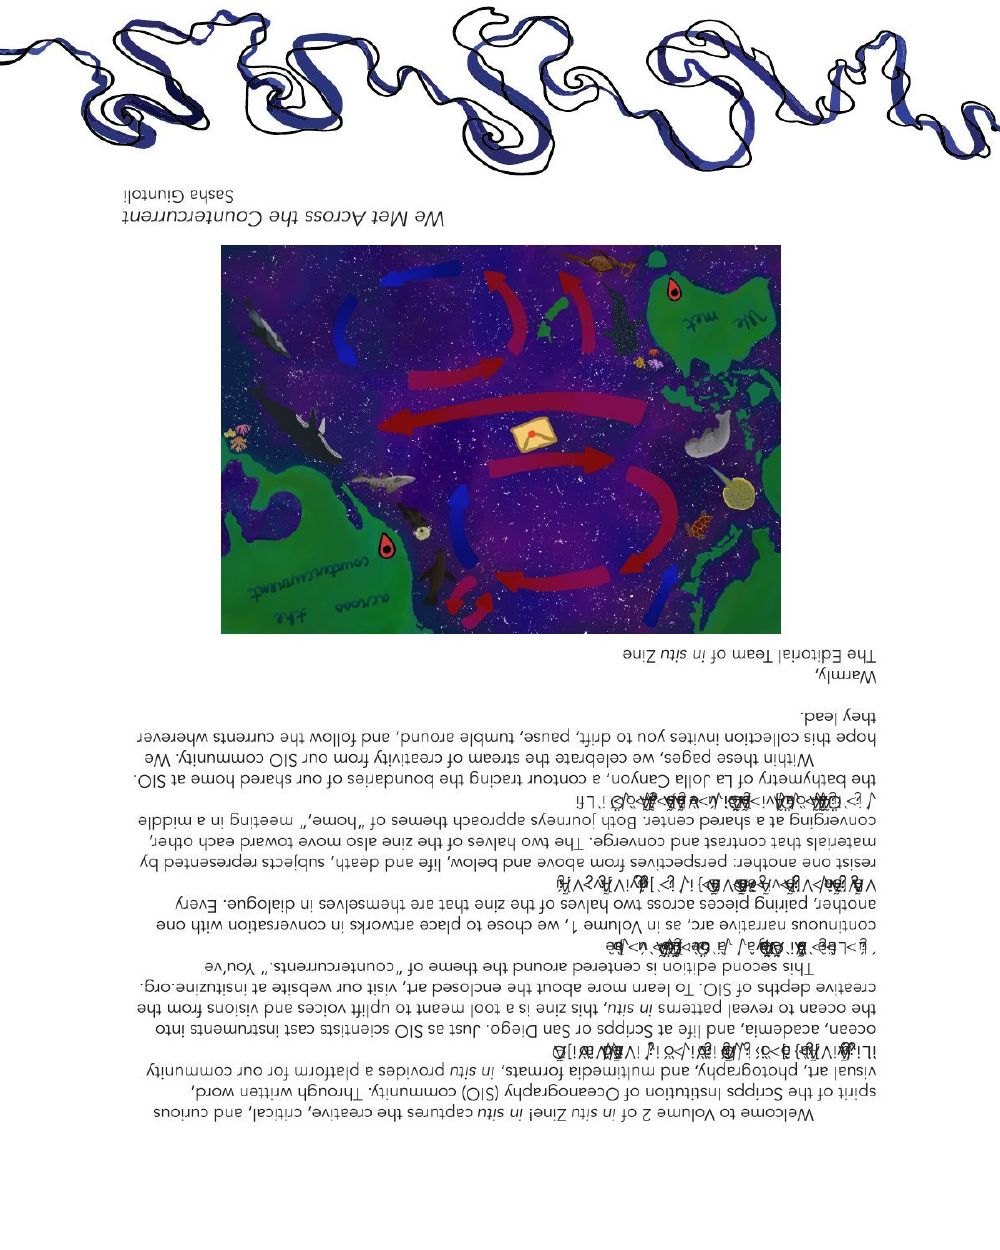 Welcome to Volume 2 of in situ Zine! in situ captures the creative, critical, and curious
spirit of the Scripps Institution of Oceanography (SIO) community. Through written word,
visual art, photography, and multimedia formats, in situ provides a platform for our community
ocean, academia, and life at Scripps or San Diego. Just as SIO scientists cast instruments into
the ocean to reveal patterns in situ, this zine is a tool meant to uplift voices and visions from the
creative depths of SIO. To learn more about the enclosed art, visit our website at insituzine.org.
This second edition is centered around the theme of “countercurrents.” You’ve
continuous narrative arc, as in Volume 1, we chose to place artworks in conversation with one
another, pairing pieces across two halves of the zine that are themselves in dialogue. Every
resist one another: perspectives from above and below, life and death, subjects represented by
materials that contrast and converge. The two halves of the zine also move toward each other,
converging at a shared center. Both journeys approach themes of “home,” meeting in a middle
the bathymetry of La Jolla Canyon, a contour tracing the boundaries of our shared home at SIO.
Within these pages, we celebrate the stream of creativity from our SIO community. We
hope this collection invites you to drift, pause, tumble around, and follow the currents wherever
they lead.
Warmly,
The Editorial Team of in situ Zine
across the
countercurrent
We met
We Met Across the Countercurrent
Sasha Giuntoli